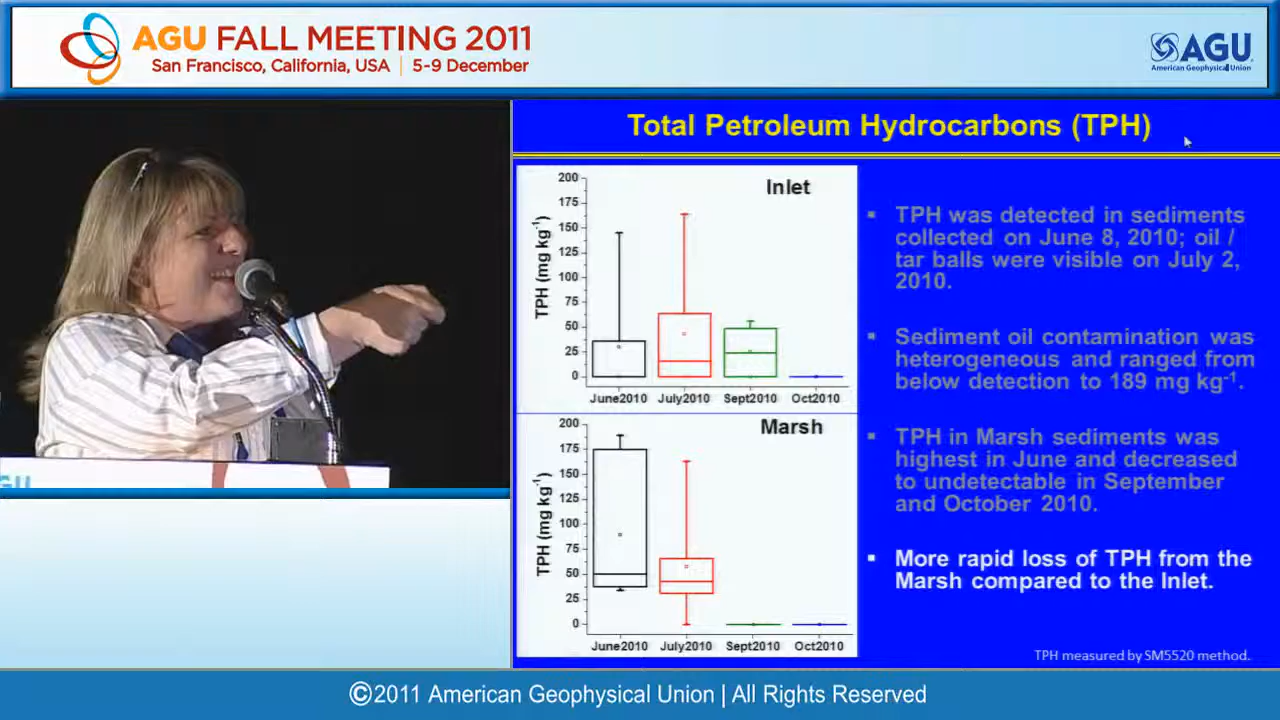 AGU FALL MEETING 2011
San Francisco, California, USA | 5-9 December
AGU
American Geophysical Union
Total Petroleum Hydrocarbons (TPH)
Inlet
TPH (mg kg-1)
200
175
150
125
100
75
50
25
0
June2010 July2010 Sept2010 Oct2010
Marsh
TPH (mg kg-1)
200
175
150
125
100
75
50
25
0
June2010 July2010 Sept2010 Oct2010
▪ TPH was detected in sediments
collected on June 8, 2010; oil /
tar balls were visible on July 2,
2010.
▪ Sediment oil contamination was
heterogeneous and ranged from
below detection to 189 mg kg-1.
▪ TPH in Marsh sediments was
highest in June and decreased
to undetectable in September
and October 2010.
▪ More rapid loss of TPH from the
Marsh compared to the Inlet.
TPH measured by SM5520 method.
GU
©2011 American Geophysical Union | All Rights Reserved